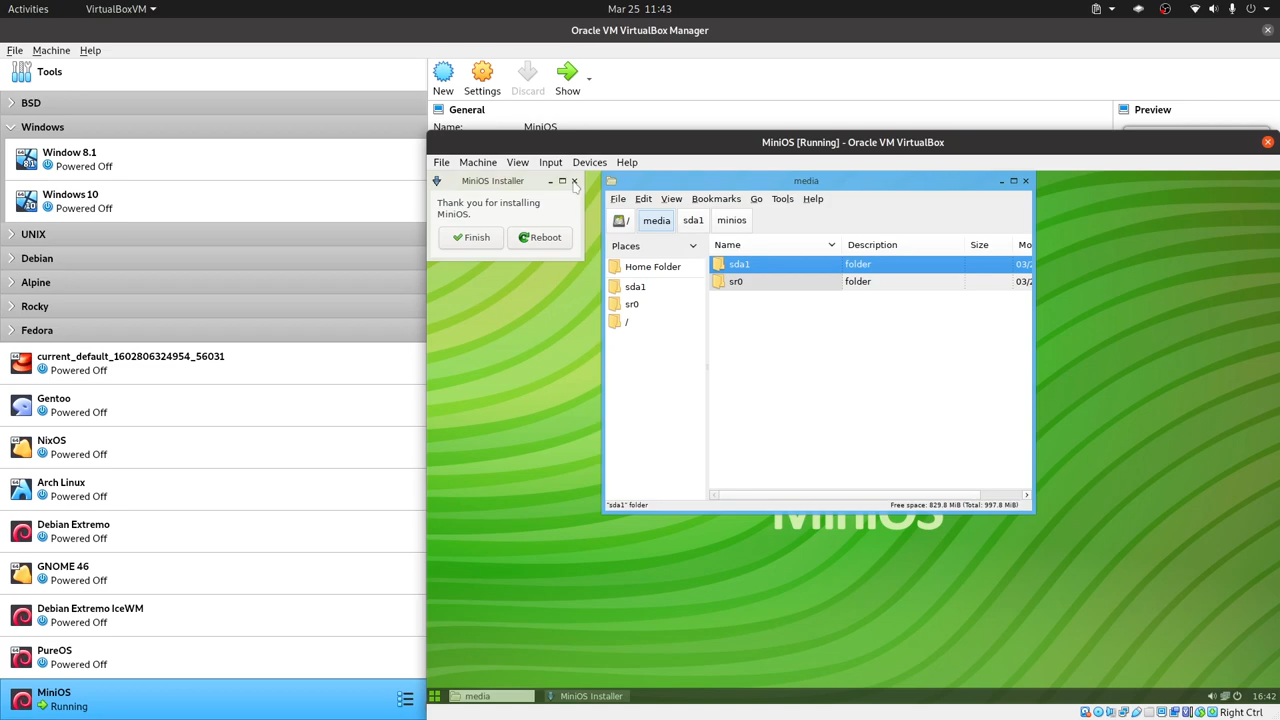 Activities
VirtualBoxVM
Mar 25 11:43
Oracle VM VirtualBox Manager
File Machine Help
Tools
New
Settings
Discard
Show
BSD
Windows
Window 8.1
Powered Off
Windows 10
Powered Off
UNIX
Debian
Alpine
Rocky
Fedora
current_default_1602806324954_56031
Powered Off
Gentoo
Powered Off
NixOS
Powered Off
Arch Linux
Powered Off
Debian Extremo
Powered Off
GNOME 46
Powered Off
Debian Extremo IceWM
Powered Off
PureOS
Powered Off
MiniOS
Running
General
Name: MiniOS
Preview
MiniOS [Running] - Oracle VM VirtualBox
File Machine View Input Devices Help
MiniOS Installer
Thank you for installing
MiniOS.
Finish
Reboot
media
File Edit View Bookmarks Go Tools Help
/ media sda1 minios
Places
Home Folder
sda1
sr0
/
Name Description Size Mo
sda1 folder 03/2
sr0 folder 03/2
"sda1" folder
Free space: 829.8 MiB (Total: 997.8 MiB)
MiniOS
media
MiniOS Installer
16:42
Right Ctrl